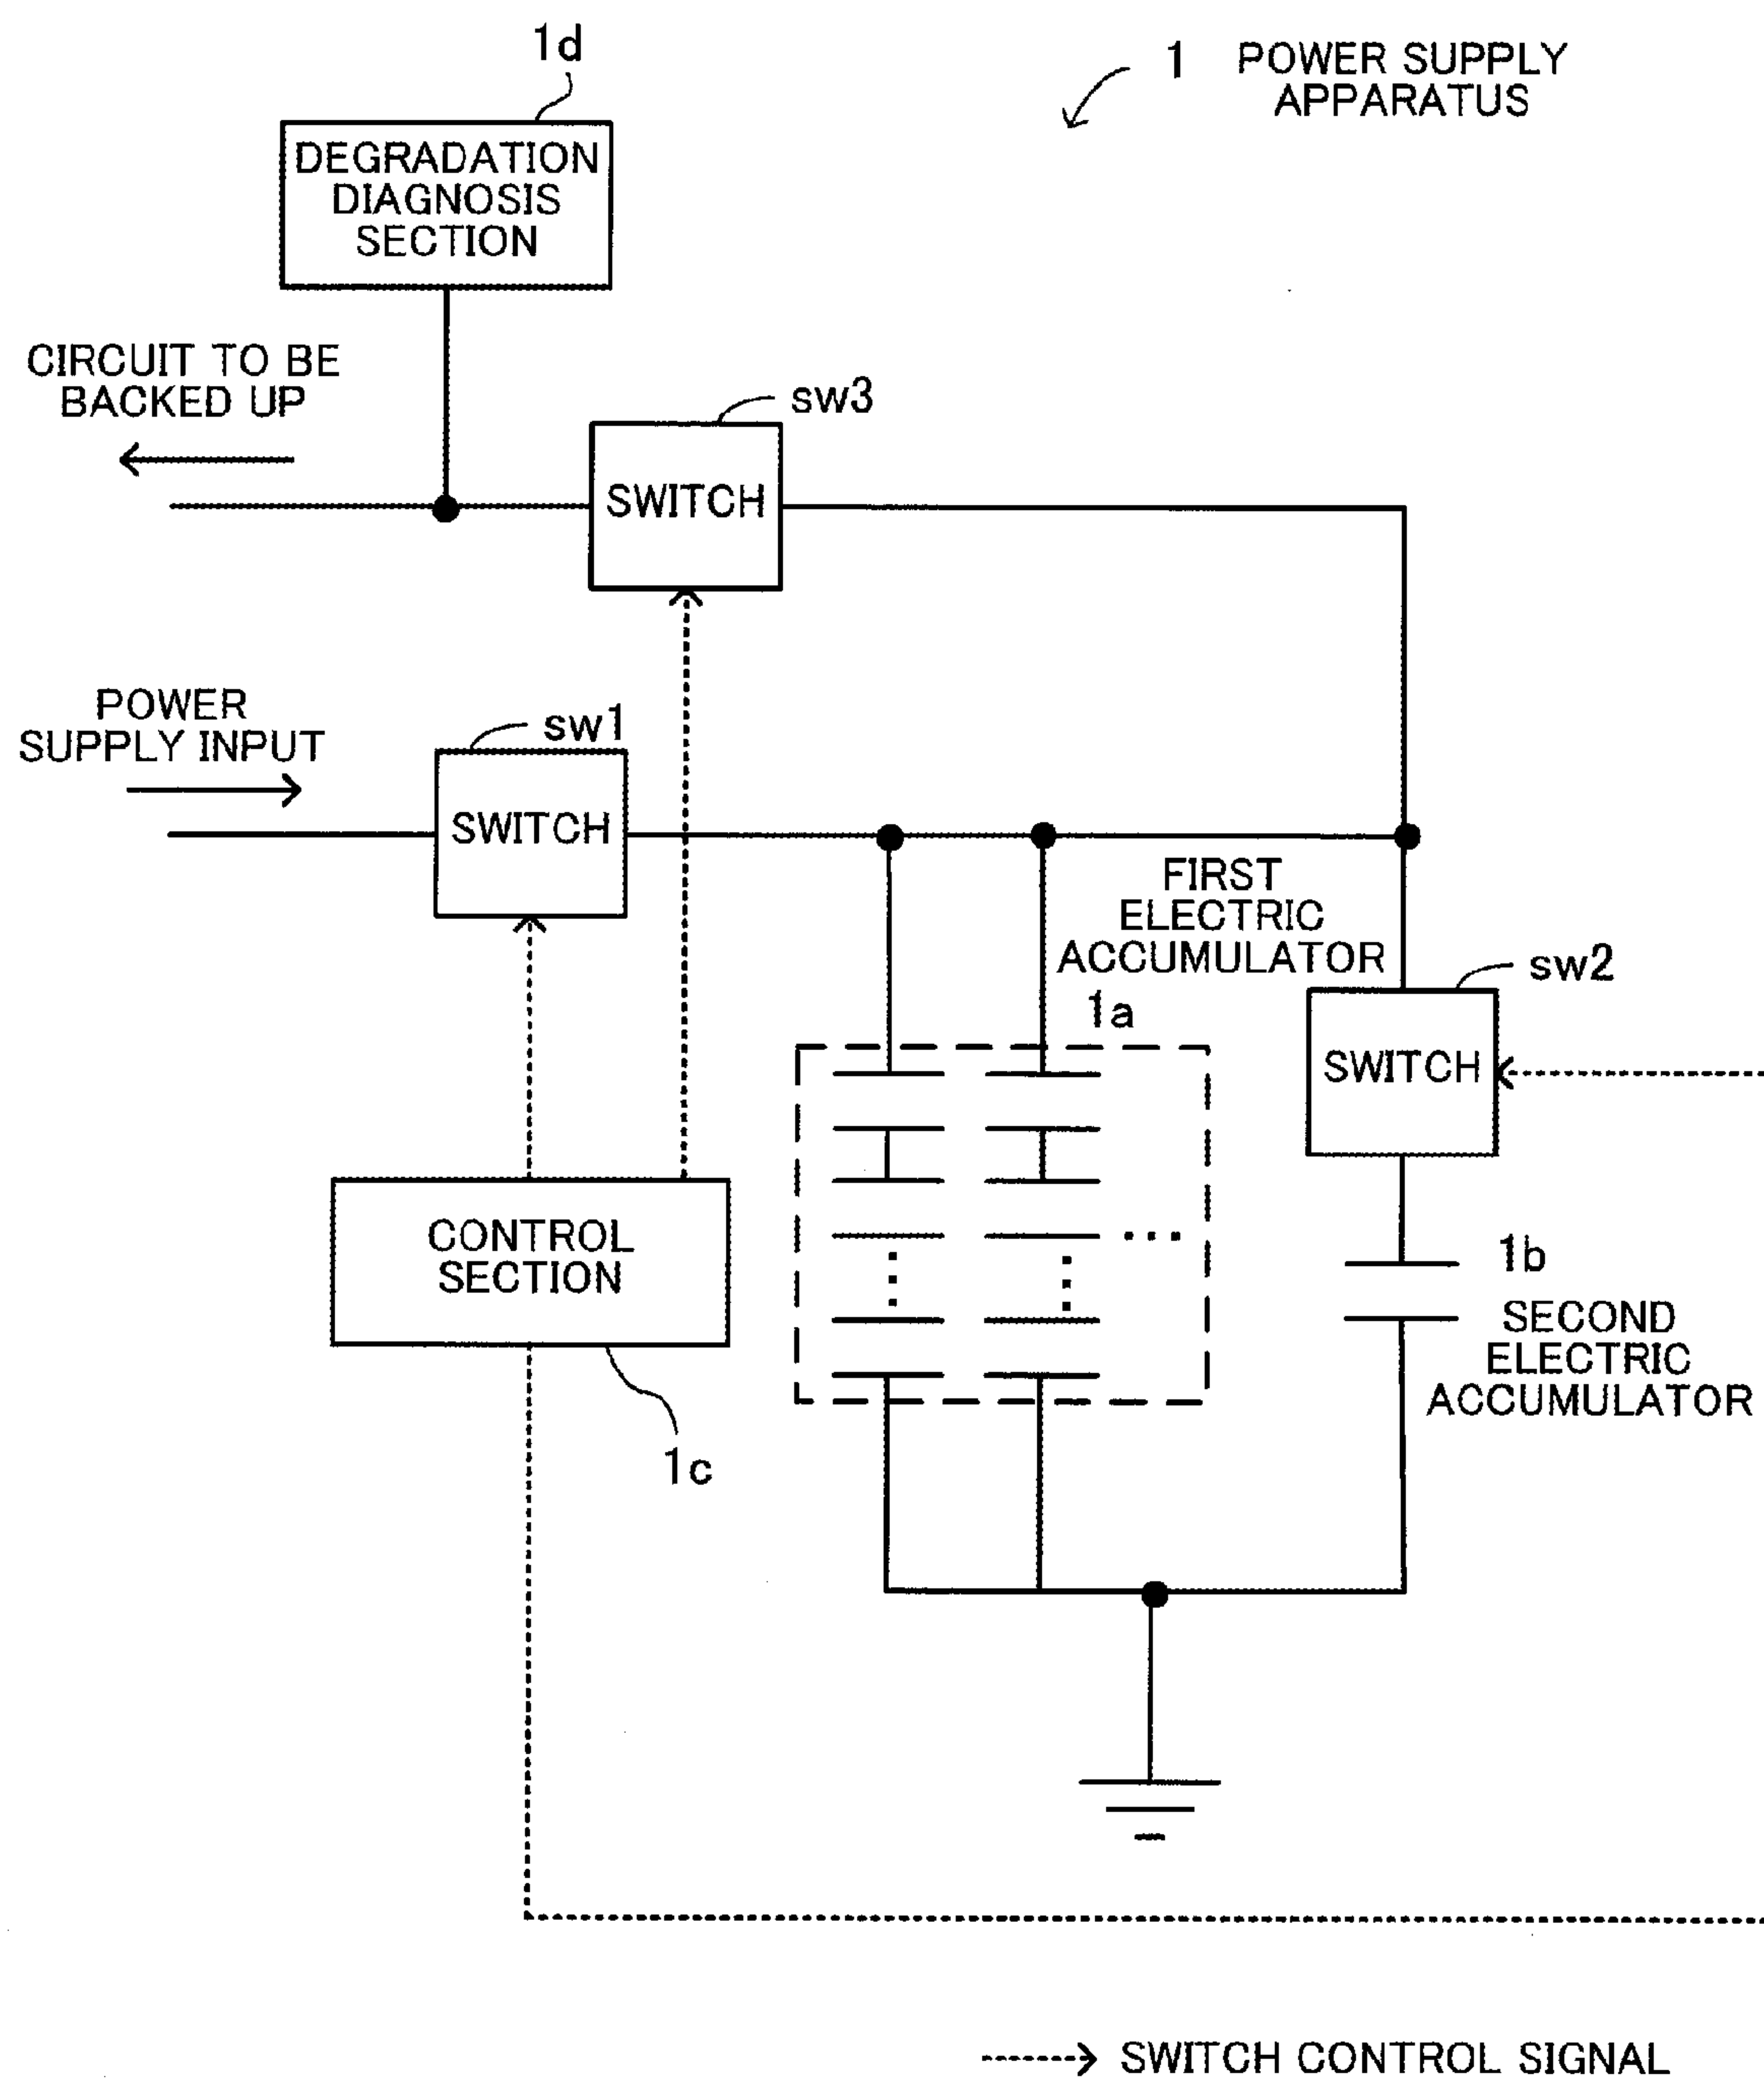 1d
1 POWER SUPPLY
APPARATUS
DEGRADATION
DIAGNOSIS
SECTION
CIRCUIT TO BE
BACKED UP
sw3
SWITCH
POWER
SUPPLY INPUT
sw1
SWITCH
FIRST
ELECTRIC
ACCUMULATOR
1a
sw2
SWITCH
CONTROL
SECTION
1c
1b
SECOND
ELECTRIC
ACCUMULATOR
SWITCH CONTROL SIGNAL